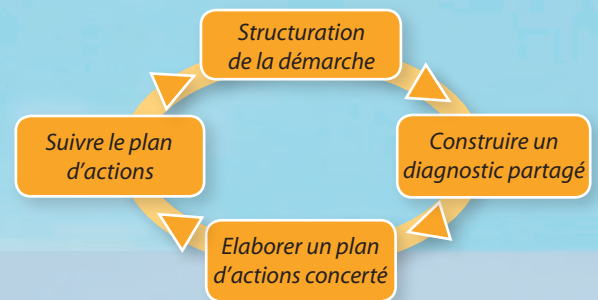 Structuration
de la démarche
Construire un
diagnostic partagé
Elaborer un plan
d'actions concerté
Suivre le plan
d'actions